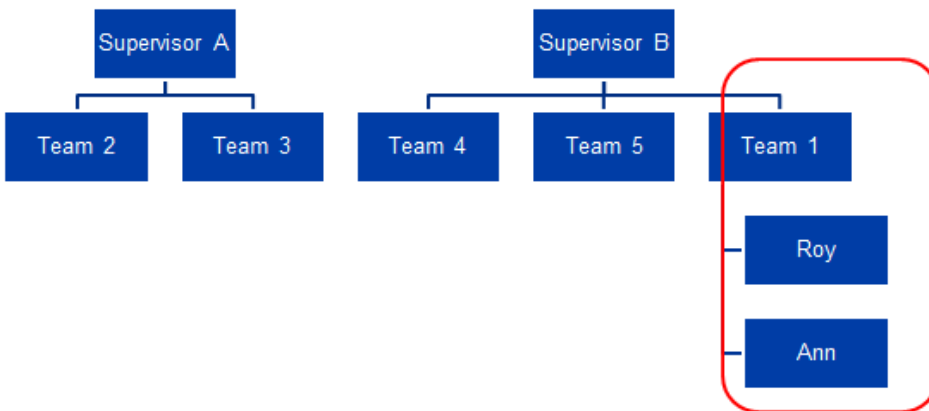 Supervisor A
Supervisor B
Team 2
Team 3
Team 4
Team 5
Team 1
Roy
Ann